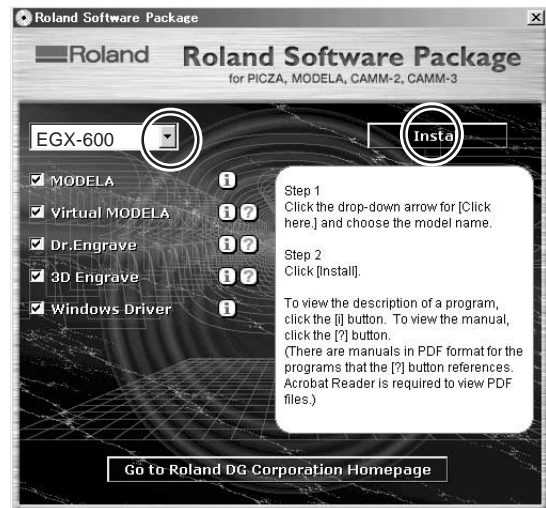 Roland Software Package
Roland
Roland Software Package
for PICZA, MODELA, CAMM-2, CAMM-3
EGX-600
Install
MODELA
i
Virtual MODELA
i ?
Dr.Engrave
i ?
3D Engrave
i ?
Windows Driver
i
Step 1
Click the drop-down arrow for [Click
here.] and choose the model name.
Step 2
Click [Install].
To view the description of a program,
click the [i] button. To view the manual,
click the [?] button.
(There are manuals in PDF format for the
programs that the [?] button references.
Acrobat Reader is required to view PDF
files.)
Go to Roland DG Corporation Homepage